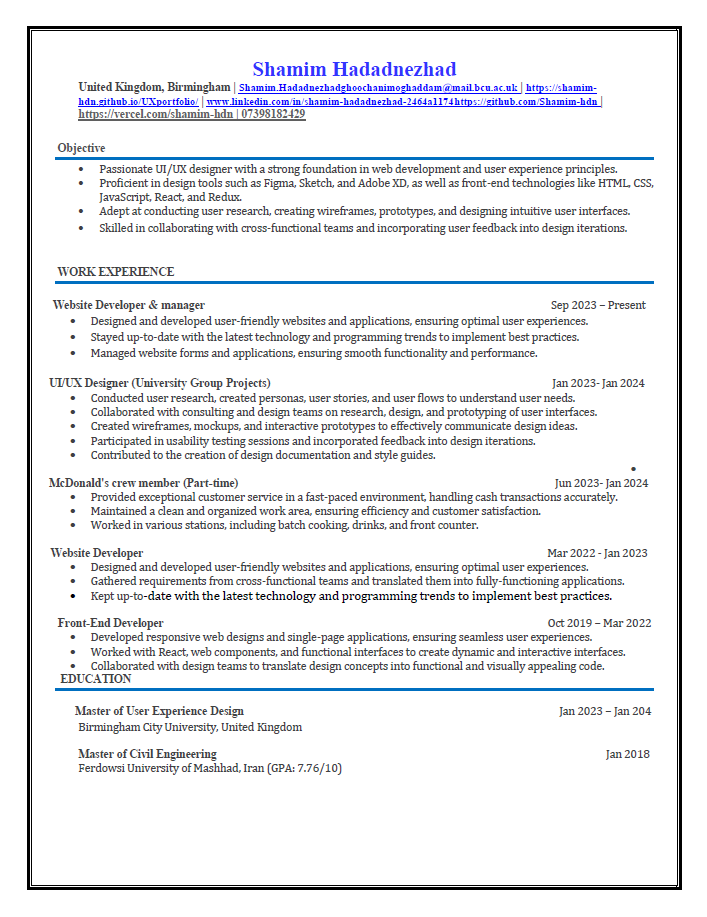 Shamim Hadadnezhad
United Kingdom, Birmingham | Shamim.Hadadnezhadghoochanimoghaddam@mail.bcu.ac.uk | https://shamim-
hdn.github.io/UXportfolio/ | www.linkedin.com/in/shamim-hadadnezhad-2464a1174https://github.com/Shamim-hdn |
https://vercel.com/shamim-hdn | 07398182429
Objective
• Passionate UI/UX designer with a strong foundation in web development and user experience principles.
• Proficient in design tools such as Figma, Sketch, and Adobe XD, as well as front-end technologies like HTML, CSS,
JavaScript, React, and Redux.
• Adept at conducting user research, creating wireframes, prototypes, and designing intuitive user interfaces.
• Skilled in collaborating with cross-functional teams and incorporating user feedback into design iterations.
WORK EXPERIENCE
Website Developer & manager Sep 2023 – Present
• Designed and developed user-friendly websites and applications, ensuring optimal user experiences.
• Stayed up-to-date with the latest technology and programming trends to implement best practices.
• Managed website forms and applications, ensuring smooth functionality and performance.
UI/UX Designer (University Group Projects) Jan 2023- Jan 2024
• Conducted user research, created personas, user stories, and user flows to understand user needs.
• Collaborated with consulting and design teams on research, design, and prototyping of user interfaces.
• Created wireframes, mockups, and interactive prototypes to effectively communicate design ideas.
• Participated in usability testing sessions and incorporated feedback into design iterations.
• Contributed to the creation of design documentation and style guides.
•
McDonald's crew member (Part-time) Jun 2023- Jan 2024
• Provided exceptional customer service in a fast-paced environment, handling cash transactions accurately.
• Maintained a clean and organized work area, ensuring efficiency and customer satisfaction.
• Worked in various stations, including batch cooking, drinks, and front counter.
Website Developer Mar 2022 - Jan 2023
• Designed and developed user-friendly websites and applications, ensuring optimal user experiences.
• Gathered requirements from cross-functional teams and translated them into fully-functioning applications.
• Kept up-to-date with the latest technology and programming trends to implement best practices.
Front-End Developer Oct 2019 – Mar 2022
• Developed responsive web designs and single-page applications, ensuring seamless user experiences.
• Worked with React, web components, and functional interfaces to create dynamic and interactive interfaces.
• Collaborated with design teams to translate design concepts into functional and visually appealing code.
EDUCATION
Master of User Experience Design Jan 2023 – Jan 204
Birmingham City University, United Kingdom
Master of Civil Engineering Jan 2018
Ferdowsi University of Mashhad, Iran (GPA: 7.76/10)